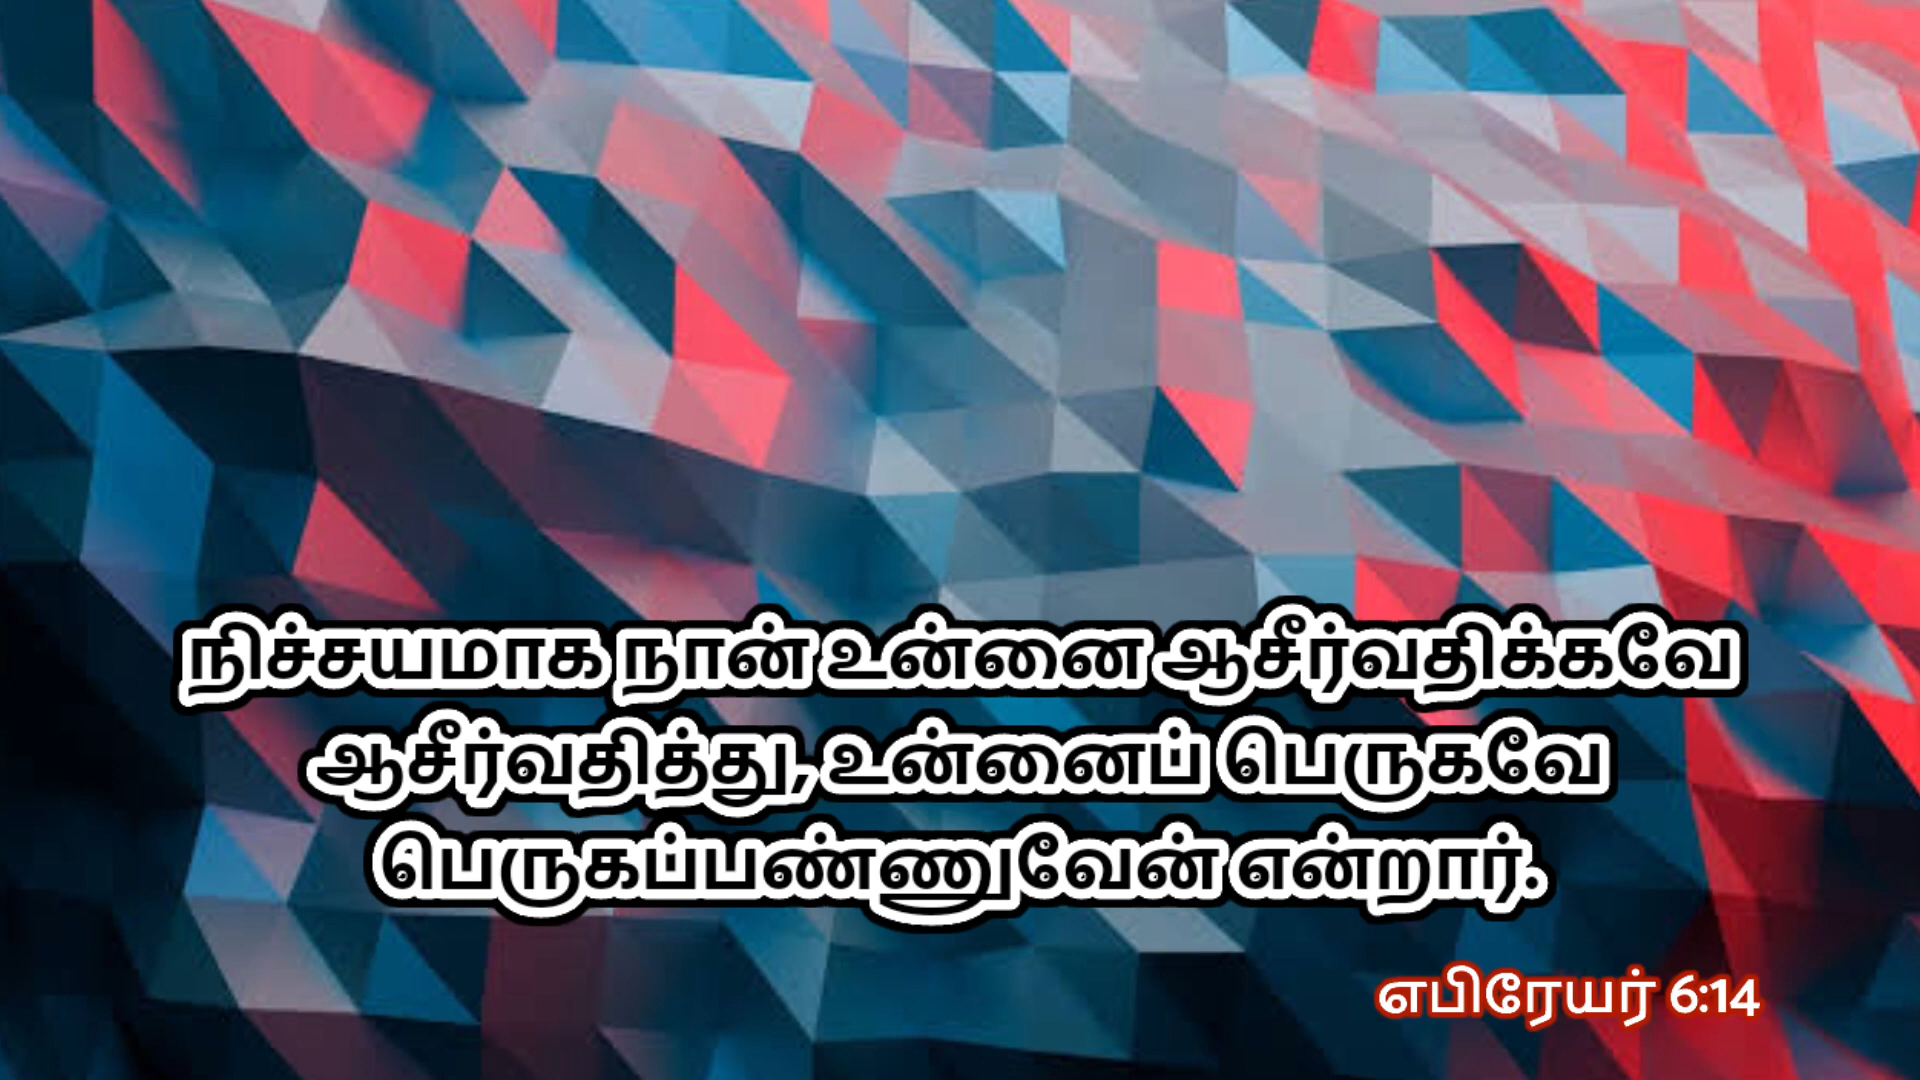 நிச்சயமாக நான் உன்னை ஆசீர்வதிக்கவே
ஆசீர்வதித்து, உன்னைப் பெருகவே
பெருகப்பண்ணுவேன் என்றார்.
எபிரேயர் 6:14